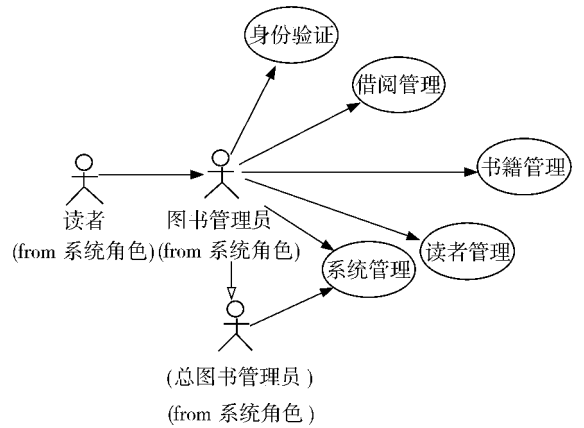 身份验证
借阅管理
书籍管理
读者
(from 系统角色)
图书管理员
(from 系统角色)
读者管理
系统管理
(总图书管理员)
(from 系统角色)